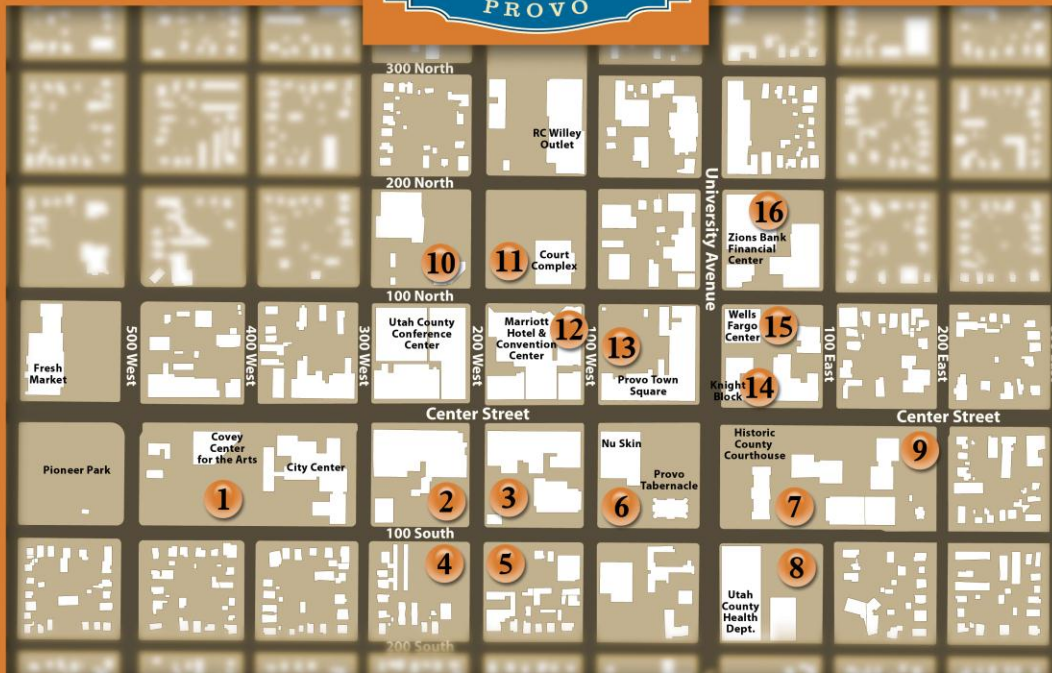 PROVO
300 North
RC Willey
Outlet
200 North
University Avenue
16
Zions Bank
Financial
Center
10
11
Court
Complex
100 North
500 West
400 West
300 West
200 West
100 West
100 East
200 East
Fresh
Market
Utah County
Conference
Center
Marriott
Hotel &
Convention
Center
12
13
Provo Town
Square
Wells
Fargo
Center
15
Knight
Block
14
Center Street
Center Street
Pioneer Park
Covey
Center
for the Arts
City Center
1
2
3
Nu Skin
Provo
Tabernacle
6
Historic
County
Courthouse
7
9
100 South
4
5
Utah
County
Health
Dept.
8
200 South